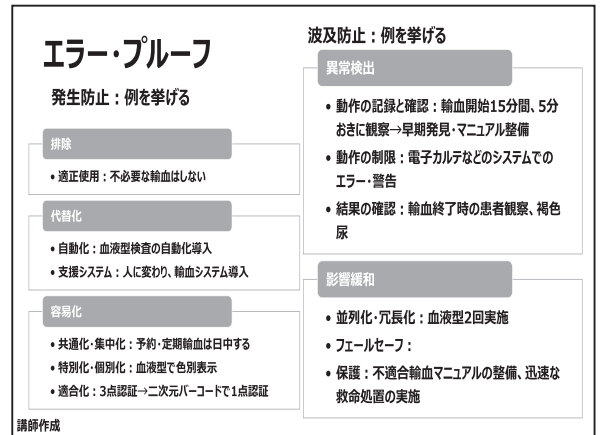 エラー・プルーフ
発生防止：例を挙げる
排除
• 適正使用：不必要な輸血はしない
代替化
• 自動化：血液型検査の自動化導入
• 支援システム：人に変わり、輸血システム導入
容易化
• 共通化・集中化：予約・定期輸血は日中する
• 特別化・個別化：血液型で色別表示
• 適合化：3点認証→二次元バーコードで1点認証
波及防止：例を挙げる
異常検出
• 動作の記録と確認：輸血開始15分間、5分
おきに観察→早期発見・マニュアル整備
• 動作の制限：電子カルテなどのシステムでの
エラー・警告
• 結果の確認：輸血終了時の患者観察、褐色
尿
影響緩和
• 並列化・冗長化：血液型2回実施
• フェールセーフ：
• 保護：不適合輸血マニュアルの整備、迅速な
救命処置の実施
講師作成